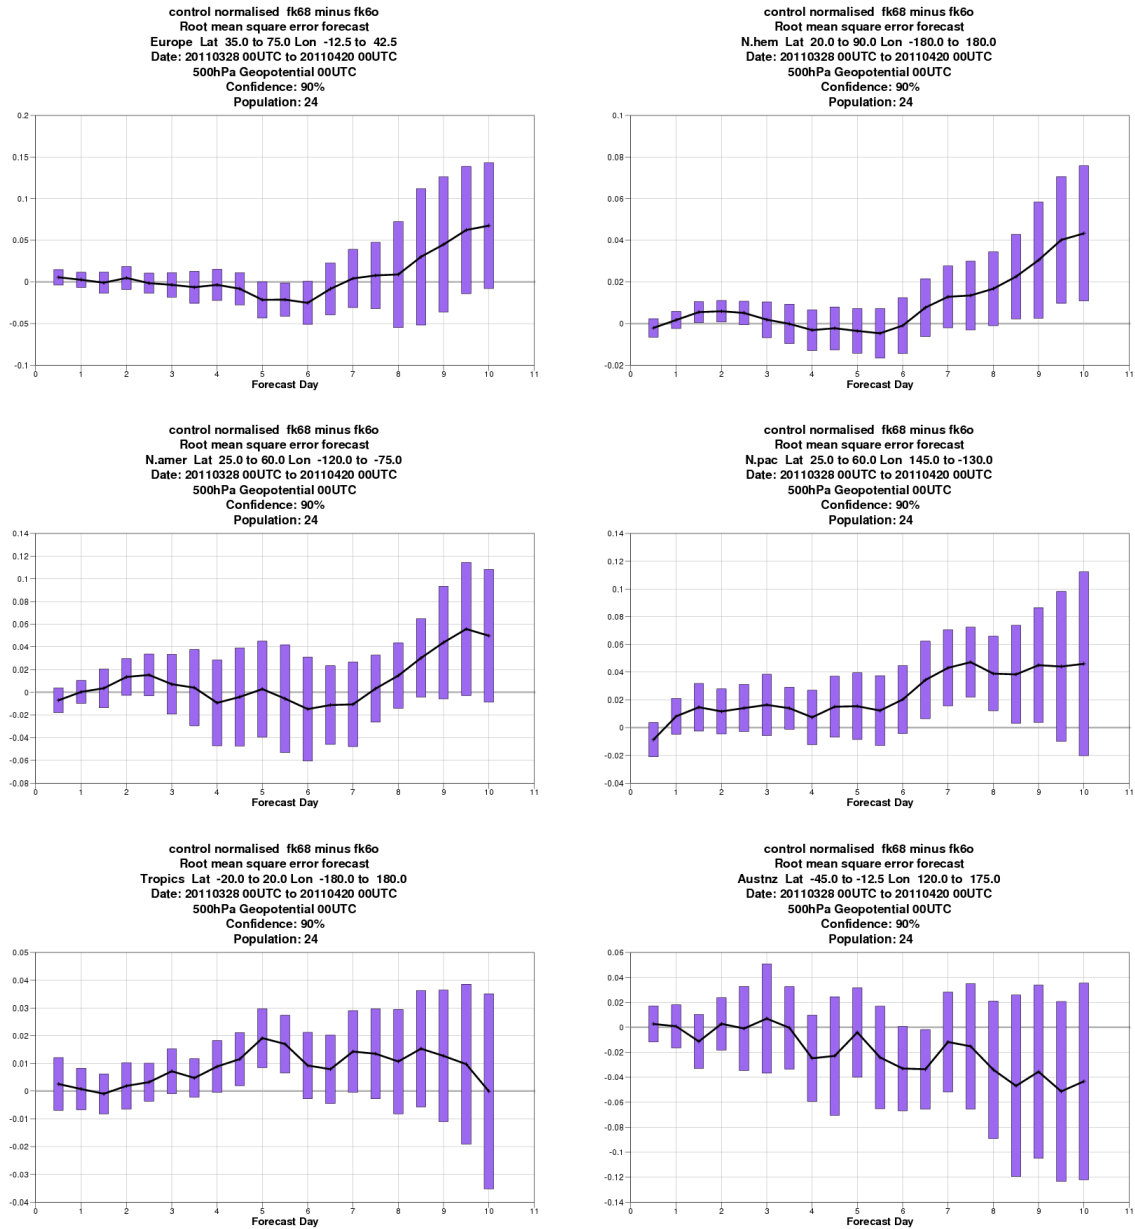 control normalised fk68 minus fk6o
Root mean square error forecast
Europe Lat 35.0 to 75.0 Lon -12.5 to 42.5
Date: 20110328 00UTC to 20110420 00UTC
500hPa Geopotential 00UTC
Confidence: 90%
Population: 24
0.2
0.15
0.1
0.05
0
-0.05
-0.1
0 1 2 3 4 5 6 7 8 9 10 11
Forecast Day
control normalised fk68 minus fk6o
Root mean square error forecast
N.hem Lat 20.0 to 90.0 Lon -180.0 to 180.0
Date: 20110328 00UTC to 20110420 00UTC
500hPa Geopotential 00UTC
Confidence: 90%
Population: 24
0.1
0.08
0.06
0.04
0.02
0
-0.02
0 1 2 3 4 5 6 7 8 9 10 11
Forecast Day
control normalised fk68 minus fk6o
Root mean square error forecast
N.amer Lat 25.0 to 60.0 Lon -120.0 to -75.0
Date: 20110328 00UTC to 20110420 00UTC
500hPa Geopotential 00UTC
Confidence: 90%
Population: 24
0.14
0.12
0.1
0.08
0.06
0.04
0.02
0
-0.02
-0.04
-0.06
-0.08
0 1 2 3 4 5 6 7 8 9 10 11
Forecast Day
control normalised fk68 minus fk6o
Root mean square error forecast
N.pac Lat 25.0 to 60.0 Lon 145.0 to -130.0
Date: 20110328 00UTC to 20110420 00UTC
500hPa Geopotential 00UTC
Confidence: 90%
Population: 24
0.14
0.12
0.1
0.08
0.06
0.04
0.02
0
-0.02
-0.04
0 1 2 3 4 5 6 7 8 9 10 11
Forecast Day
control normalised fk68 minus fk6o
Root mean square error forecast
Tropics Lat -20.0 to 20.0 Lon -180.0 to 180.0
Date: 20110328 00UTC to 20110420 00UTC
500hPa Geopotential 00UTC
Confidence: 90%
Population: 24
0.05
0.04
0.03
0.02
0.01
0
-0.01
-0.02
-0.03
-0.04
0 1 2 3 4 5 6 7 8 9 10 11
Forecast Day
control normalised fk68 minus fk6o
Root mean square error forecast
Austnz Lat -45.0 to -12.5 Lon 120.0 to 175.0
Date: 20110328 00UTC to 20110420 00UTC
500hPa Geopotential 00UTC
Confidence: 90%
Population: 24
0.06
0.04
0.02
0
-0.02
-0.04
-0.06
-0.08
-0.1
-0.12
-0.14
0 1 2 3 4 5 6 7 8 9 10 11
Forecast Day